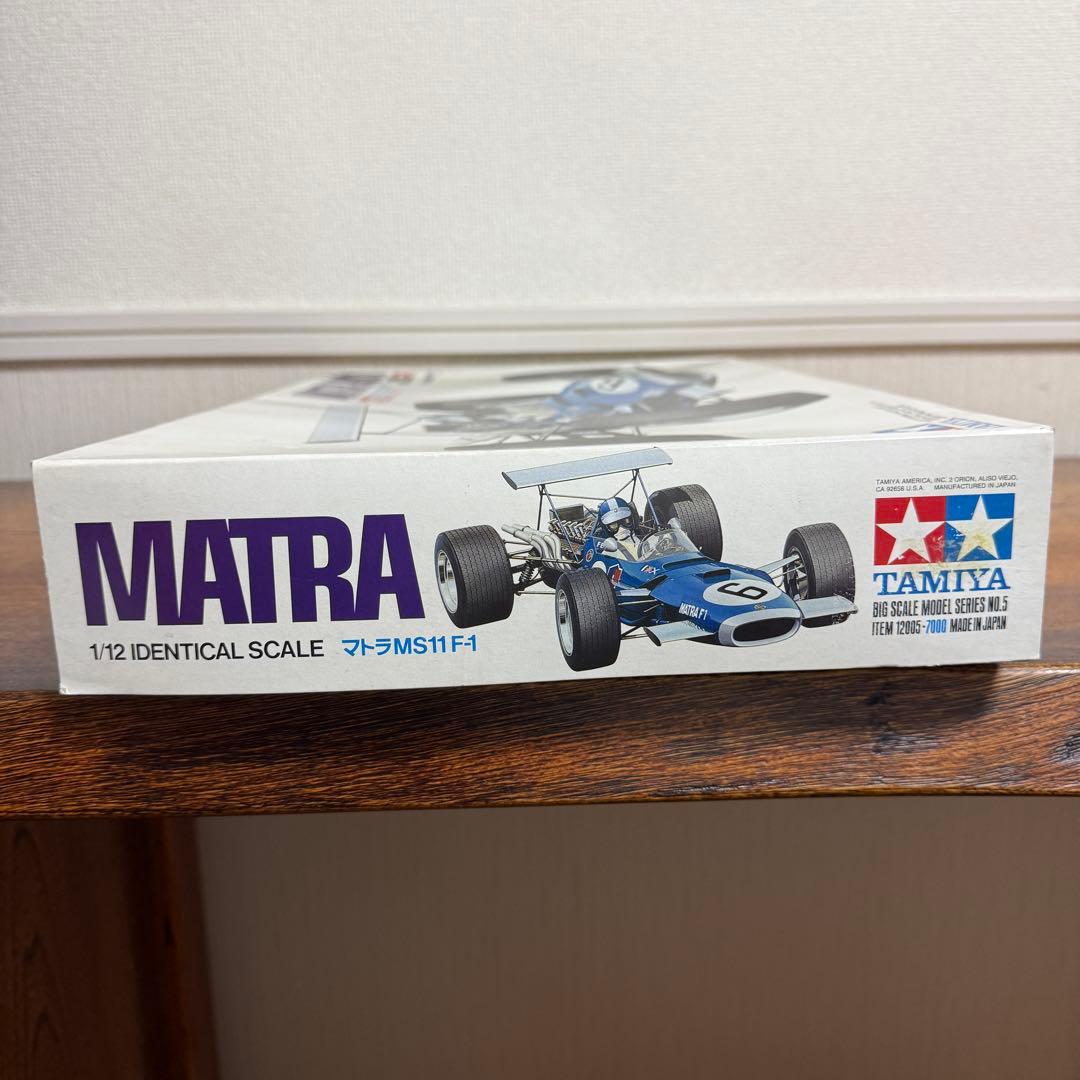 MATRA
1/12 IDENTICAL SCALE マトラMS11 F-1
6
MATRA F1
TAMIYA AMERICA, INC. 2 ORION, ALISO VIEJO,
CA 92656 U.S.A. MANUFACTURED IN JAPAN
TAMIYA
BIG SCALE MODEL SERIES NO.5
ITEM 12005-7000 MADE IN JAPAN